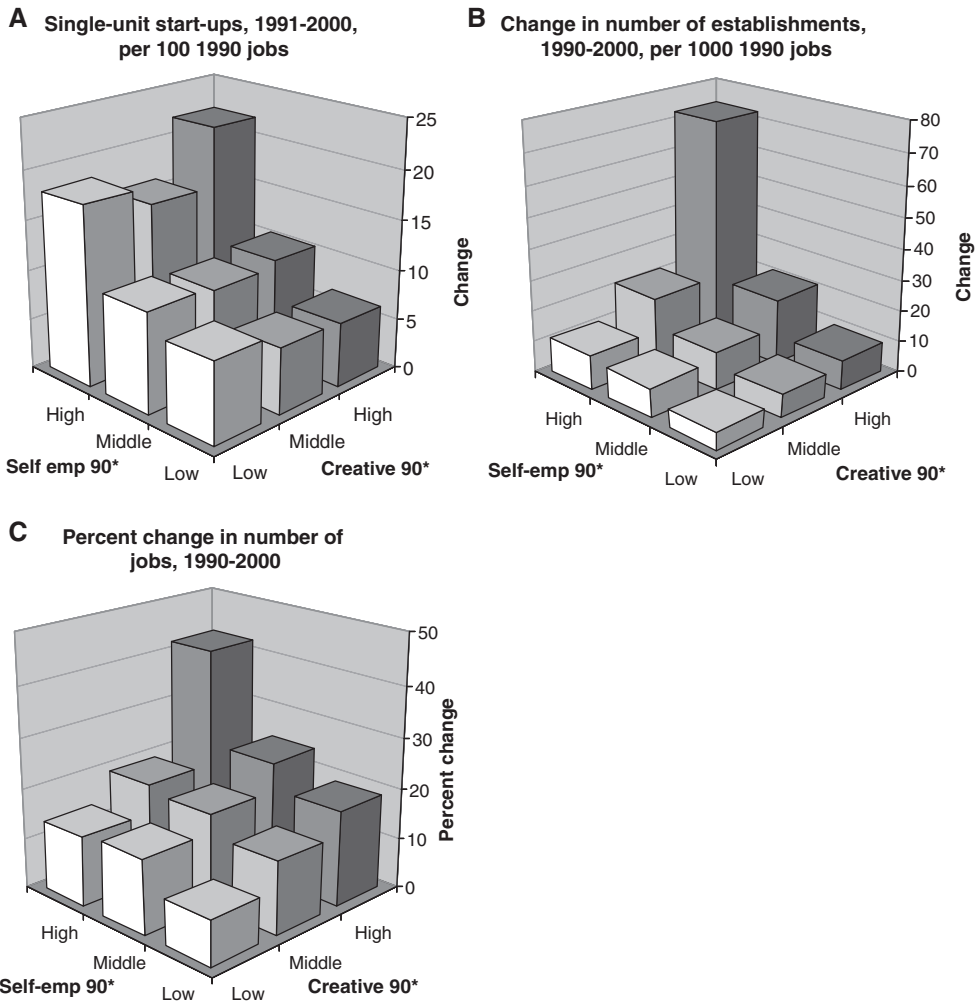 A Single-unit start-ups, 1991-2000,
per 100 1990 jobs
25
20
15
10
5
0
Change
High
Middle
Low
Self emp 90*
Low
Middle
High
Creative 90*
B Change in number of establishments,
1990-2000, per 1000 1990 jobs
80
70
60
50
40
30
20
10
0
Change
High
Middle
Low
Self-emp 90*
Low
Middle
High
Creative 90*
C Percent change in number of
jobs, 1990-2000
50
40
30
20
10
0
Percent change
High
Middle
Low
Self-emp 90*
Low
Middle
High
Creative 90*